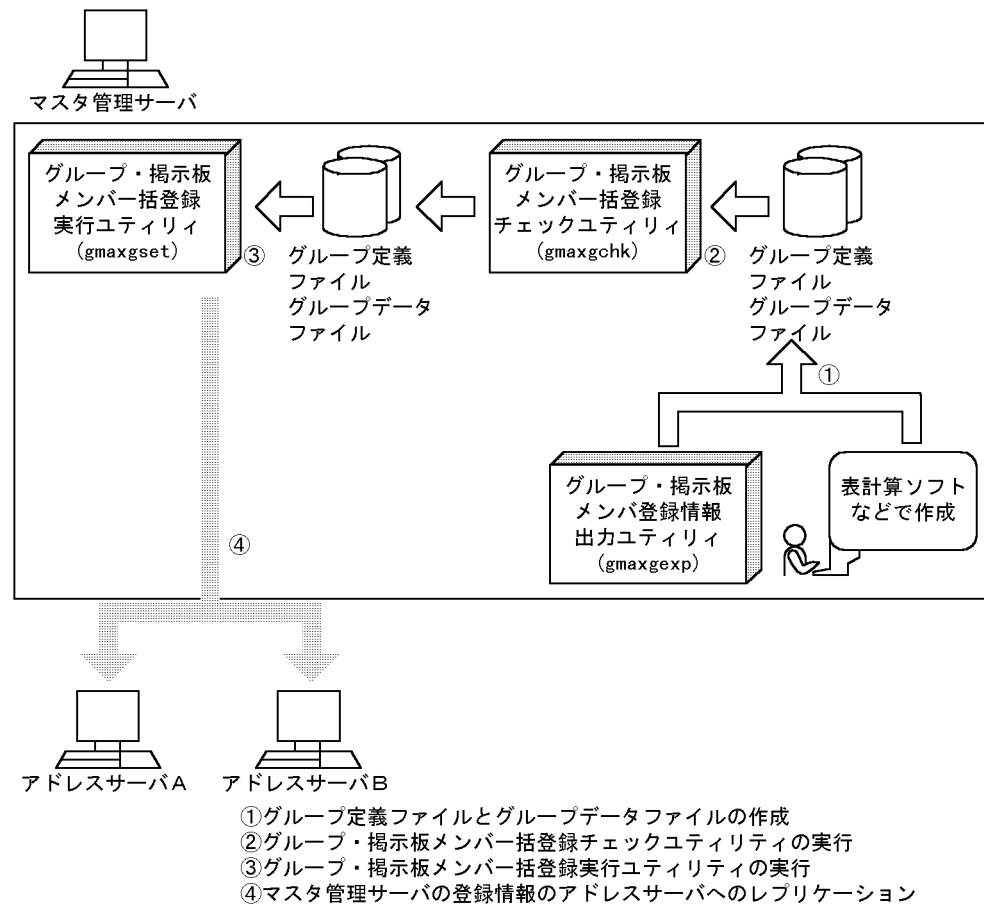 マスタ管理サーバ
グループ・掲示板
メンバ一括登録
実行ユティリィ
(gmaxgset)
③
グループ定義
ファイル
グループデータ
ファイル
グループ・掲示板
メンバ一括登録
チェックユティリィ
(gmaxgchk)
②
グループ定義
ファイル
グループデータ
ファイル
①
グループ・掲示板
メンバ登録情報
出力ユティリィ
(gmaxgexp)
表計算ソフト
などで作成
④
アドレスサーバA
アドレスサーバB
①グループ定義ファイルとグループデータファイルの作成
②グループ・掲示板メンバ一括登録チェックユティリティの実行
③グループ・掲示板メンバ一括登録実行ユティリティの実行
④マスタ管理サーバの登録情報のアドレスサーバへのレプリケーション